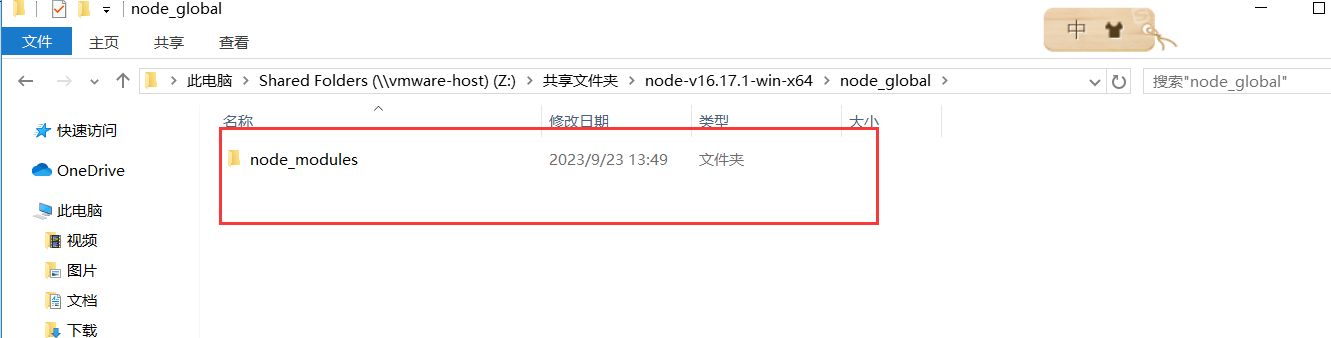 node_global
文件 主页 共享 查看
中
此电脑 Shared Folders (\\vmware-host) (Z:) 共享文件夹 node-v16.17.1-win-x64 node_global
搜索"node_global"
名称 修改日期 类型 大小
快速访问
node_modules 2023/9/23 13:49 文件夹
OneDrive
此电脑
视频
图片
文档
下载